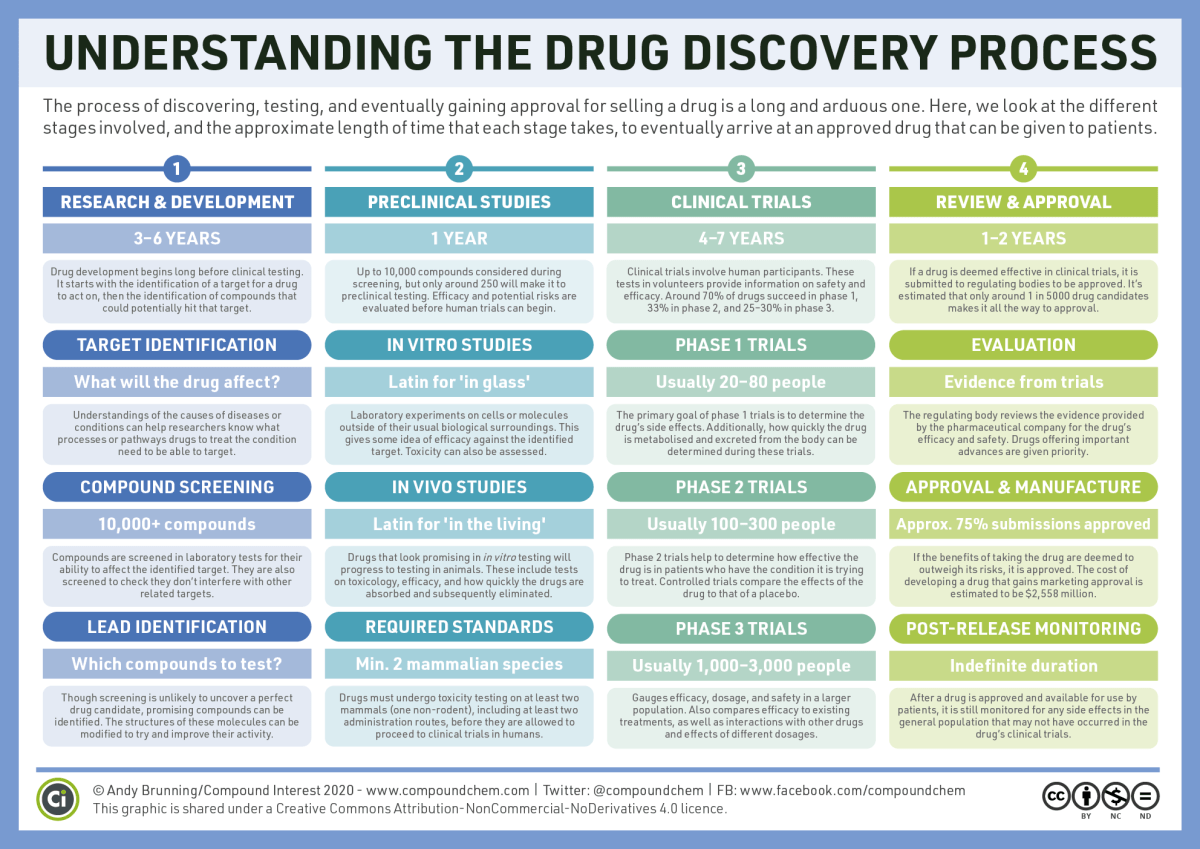 UNDERSTANDING THE DRUG DISCOVERY PROCESS
The process of discovering, testing, and eventually gaining approval for selling a drug is a long and arduous one. Here, we look at the different
stages involved, and the approximate length of time that each stage takes, to eventually arrive at an approved drug that can be given to patients.
1
RESEARCH & DEVELOPMENT
3–6 YEARS
Drug development begins long before clinical testing.
It starts with the identification of a target for a drug
to act on, then the identification of compounds that
could potentially hit that target.
TARGET IDENTIFICATION
What will the drug affect?
Understandings of the causes of diseases or
conditions can help researchers know what
processes or pathways drugs to treat the condition
need to be able to target.
COMPOUND SCREENING
10,000+ compounds
Compounds are screened in laboratory tests for their
ability to affect the identified target. They are also
screened to check they don't interfere with other
related targets.
LEAD IDENTIFICATION
Which compounds to test?
Though screening is unlikely to uncover a perfect
drug candidate, promising compounds can be
identified. The structures of these molecules can be
modified to try and improve their activity.
2
PRECLINICAL STUDIES
1 YEAR
Up to 10,000 compounds considered during
screening, but only around 250 will make it to
preclinical testing. Efficacy and potential risks are
evaluated before human trials can begin.
IN VITRO STUDIES
Latin for 'in glass'
Laboratory experiments on cells or molecules
outside of their usual biological surroundings. This
gives some idea of efficacy against the identified
target. Toxicity can also be assessed.
IN VIVO STUDIES
Latin for 'in the living'
Drugs that look promising in in vitro testing will
progress to testing in animals. These include tests
on toxicology, efficacy, and how quickly the drugs are
absorbed and subsequently eliminated.
REQUIRED STANDARDS
Min. 2 mammalian species
Drugs must undergo toxicity testing on at least two
mammals (one non-rodent), including at least two
administration routes, before they are allowed to
proceed to clinical trials in humans.
3
CLINICAL TRIALS
4–7 YEARS
Clinical trials involve human participants. These
tests in volunteers provide information on safety and
efficacy. Around 70% of drugs succeed in phase 1,
33% in phase 2, and 25–30% in phase 3.
PHASE 1 TRIALS
Usually 20–80 people
The primary goal of phase 1 trials is to determine the
drug's side effects. Additionally, how quickly the drug
is metabolised and excreted from the body can be
determined during these trials.
PHASE 2 TRIALS
Usually 100–300 people
Phase 2 trials help to determine how effective the
drug is in patients who have the condition it is trying
to treat. Controlled trials compare the effects of the
drug to that of a placebo.
PHASE 3 TRIALS
Usually 1,000–3,000 people
Gauges efficacy, dosage, and safety in a larger
population. Also compares efficacy to existing
treatments, as well as interactions with other drugs
and effects of different dosages.
4
REVIEW & APPROVAL
1–2 YEARS
If a drug is deemed effective in clinical trials, it is
submitted to regulating bodies to be approved. It's
estimated that only around 1 in 5000 drug candidates
makes it all the way to approval.
EVALUATION
Evidence from trials
The regulating body reviews the evidence provided
by the pharmaceutical company for the drug's
efficacy and safety. Drugs offering important
advances are given priority.
APPROVAL & MANUFACTURE
Approx. 75% submissions approved
If the benefits of taking the drug are deemed to
outweigh its risks, it is approved. The cost of
developing a drug that gains marketing approval is
estimated to be $2,558 million.
POST-RELEASE MONITORING
Indefinite duration
After a drug is approved and available for use by
patients, it is still monitored for any side effects in the
general population that may not have occurred in the
drug's clinical trials.
Ci
© Andy Brunning/Compound Interest 2020 - www.compoundchem.com | Twitter: @compoundchem | FB: www.facebook.com/compoundchem
This graphic is shared under a Creative Commons Attribution-NonCommercial-NoDerivatives 4.0 licence.
CC
BY NC ND